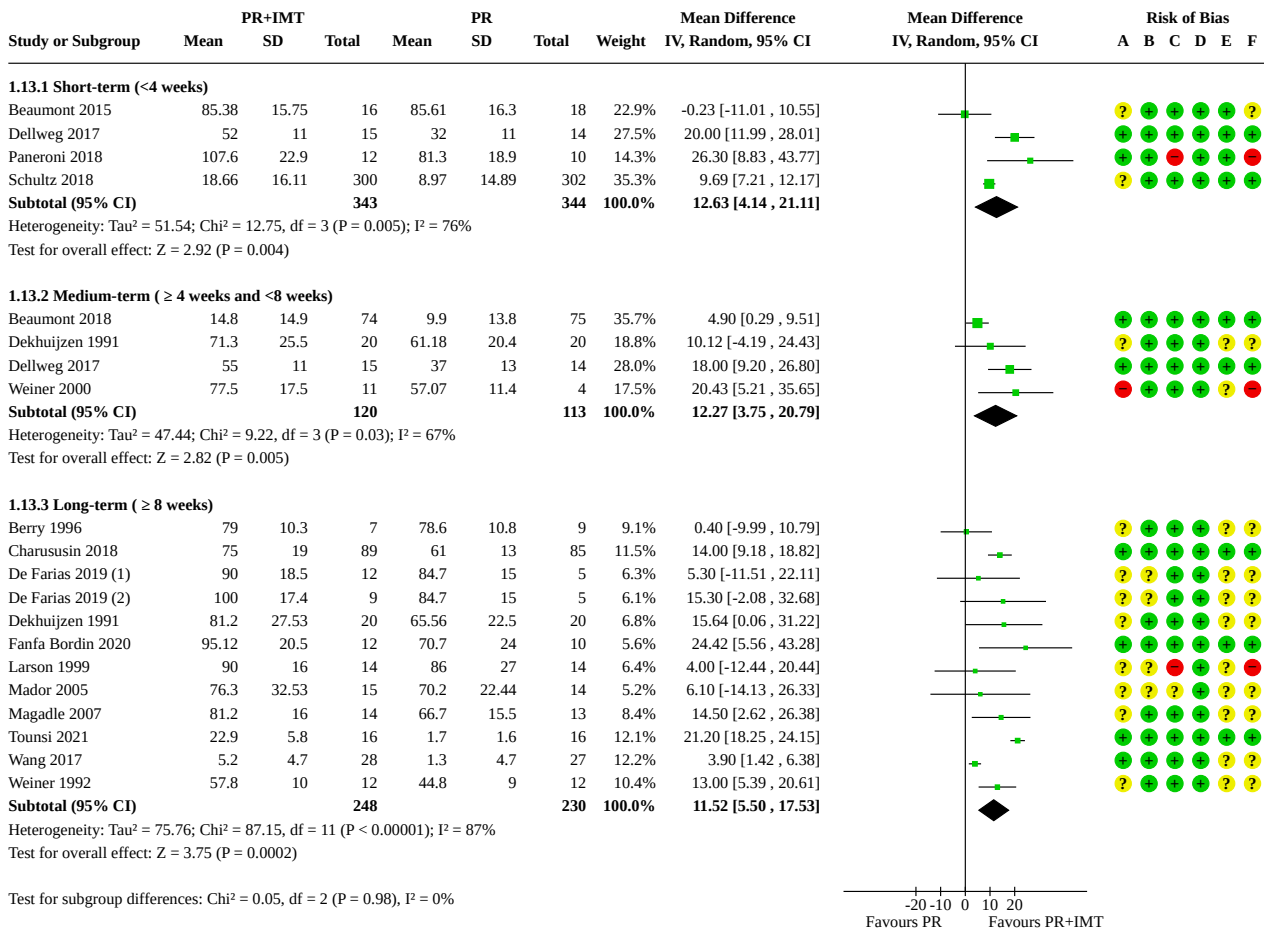 PR+IMT PR Mean Difference Mean Difference Risk of Bias
Study or Subgroup Mean SD Total Mean SD Total Weight IV, Random, 95% CI IV, Random, 95% CI A B C D E F
1.13.1 Short-term (<4 weeks)
Beaumont 2015 85.38 15.75 16 85.61 16.3 18 22.9% -0.23 [-11.01 , 10.55] ? + + + + ?
Dellweg 2017 52 11 15 32 11 14 27.5% 20.00 [11.99 , 28.01] + + + + + +
Paneroni 2018 107.6 22.9 12 81.3 18.9 10 14.3% 26.30 [8.83 , 43.77] + + − + + −
Schultz 2018 18.66 16.11 300 8.97 14.89 302 35.3% 9.69 [7.21 , 12.17] ? + + + + +
Subtotal (95% CI) 343 344 100.0% 12.63 [4.14 , 21.11]
Heterogeneity: Tau² = 51.54; Chi² = 12.75, df = 3 (P = 0.005); I² = 76%
Test for overall effect: Z = 2.92 (P = 0.004)
1.13.2 Medium-term ( ≥ 4 weeks and <8 weeks)
Beaumont 2018 14.8 14.9 74 9.9 13.8 75 35.7% 4.90 [0.29 , 9.51] + + + + + +
Dekhuijzen 1991 71.3 25.5 20 61.18 20.4 20 18.8% 10.12 [-4.19 , 24.43] ? + + + ? ?
Dellweg 2017 55 11 15 37 13 14 28.0% 18.00 [9.20 , 26.80] + + + + + +
Weiner 2000 77.5 17.5 11 57.07 11.4 4 17.5% 20.43 [5.21 , 35.65] − + + + ? −
Subtotal (95% CI) 120 113 100.0% 12.27 [3.75 , 20.79]
Heterogeneity: Tau² = 47.44; Chi² = 9.22, df = 3 (P = 0.03); I² = 67%
Test for overall effect: Z = 2.82 (P = 0.005)
1.13.3 Long-term ( ≥ 8 weeks)
Berry 1996 79 10.3 7 78.6 10.8 9 9.1% 0.40 [-9.99 , 10.79] ? + + + ? ?
Charususin 2018 75 19 89 61 13 85 11.5% 14.00 [9.18 , 18.82] + + + + + +
De Farias 2019 (1) 90 18.5 12 84.7 15 5 6.3% 5.30 [-11.51 , 22.11] ? ? + + ? ?
De Farias 2019 (2) 100 17.4 9 84.7 15 5 6.1% 15.30 [-2.08 , 32.68] ? ? + + ? ?
Dekhuijzen 1991 81.2 27.53 20 65.56 22.5 20 6.8% 15.64 [0.06 , 31.22] ? + + + ? ?
Fanfa Bordin 2020 95.12 20.5 12 70.7 24 10 5.6% 24.42 [5.56 , 43.28] + + + + + +
Larson 1999 90 16 14 86 27 14 6.4% 4.00 [-12.44 , 20.44] ? ? − + ? −
Mador 2005 76.3 32.53 15 70.2 22.44 14 5.2% 6.10 [-14.13 , 26.33] ? ? ? + ? ?
Magadle 2007 81.2 16 14 66.7 15.5 13 8.4% 14.50 [2.62 , 26.38] ? + + + ? ?
Tounsi 2021 22.9 5.8 16 1.7 1.6 16 12.1% 21.20 [18.25 , 24.15] + + + + + +
Wang 2017 5.2 4.7 28 1.3 4.7 27 12.2% 3.90 [1.42 , 6.38] + + + + ? ?
Weiner 1992 57.8 10 12 44.8 9 12 10.4% 13.00 [5.39 , 20.61] ? + + + ? ?
Subtotal (95% CI) 248 230 100.0% 11.52 [5.50 , 17.53]
Heterogeneity: Tau² = 75.76; Chi² = 87.15, df = 11 (P < 0.00001); I² = 87%
Test for overall effect: Z = 3.75 (P = 0.0002)
Test for subgroup differences: Chi² = 0.05, df = 2 (P = 0.98), I² = 0%
-20 -10 0 10 20
Favours PR Favours PR+IMT